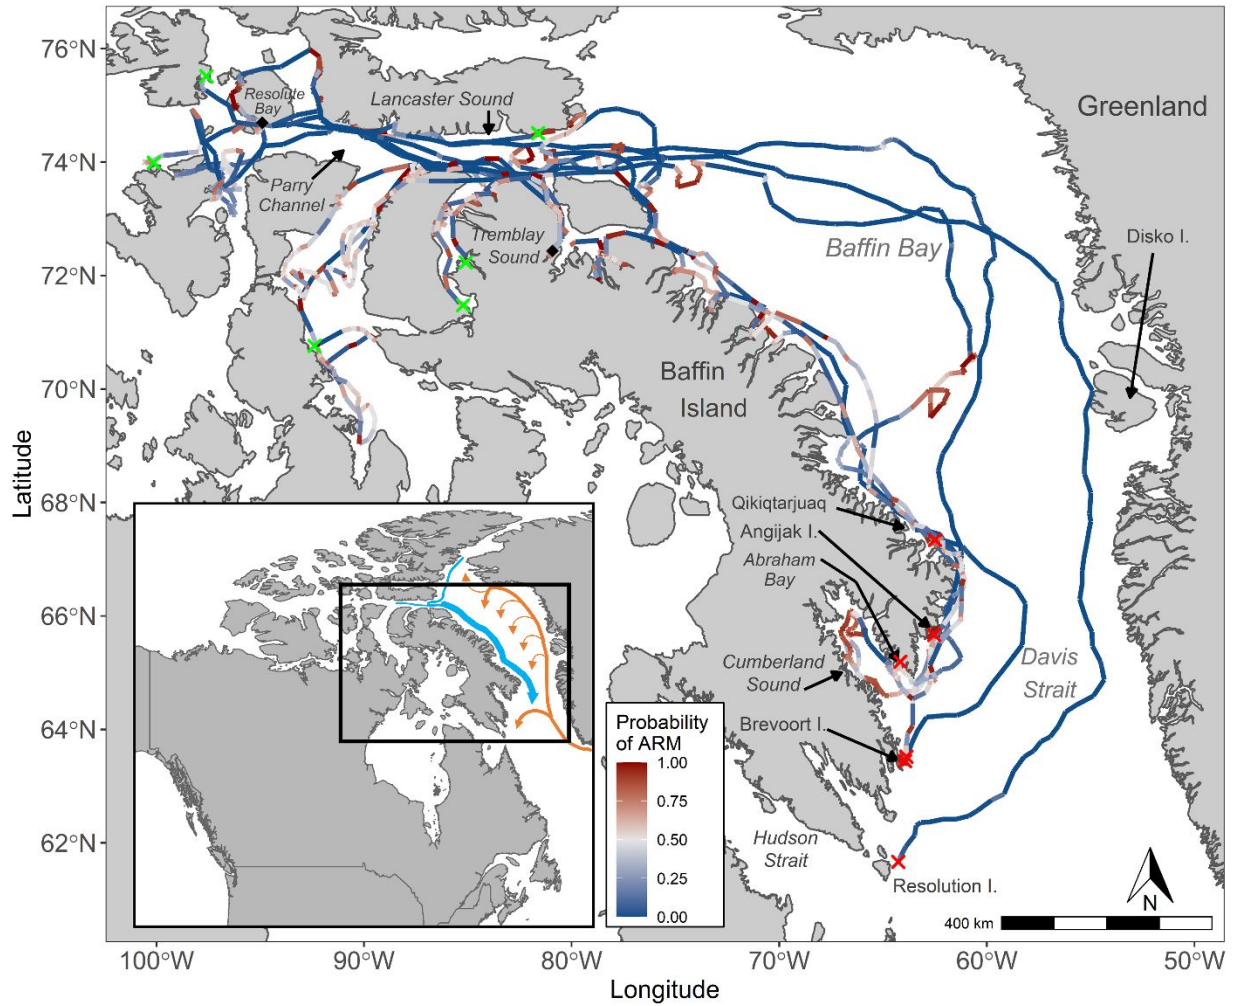 76°N
74°N
72°N
70°N
68°N
66°N
64°N
62°N
Latitude
100°W
90°W
80°W
70°W
60°W
50°W
Longitude
Resolute
Bay
Lancaster Sound
Greenland
Parry
Channel
Tremblay
Sound
Baffin Bay
Disko I.
Baffin
Island
Qikiqtarjuaq
Angijak I.
Abraham
Bay
Cumberland
Sound
Davis
Strait
Brevoort I.
Hudson
Strait
Resolution I.
Probability
of ARM
1.00
0.75
0.50
0.25
0.00
N
400 km